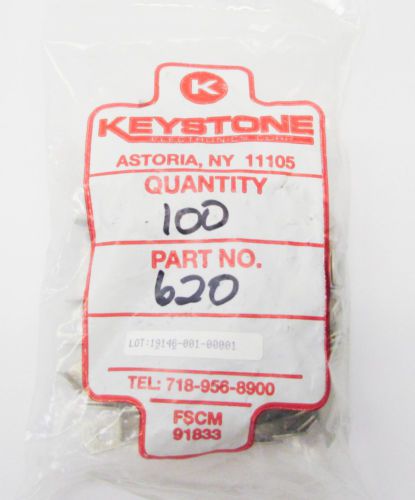 K
KEYSTONE
ELECTRONICS CORP.
ASTORIA, NY 11105
QUANTITY
100
PART NO.
620
LOT:19146-001-00001
TEL: 718-956-8900
FSCM
91833